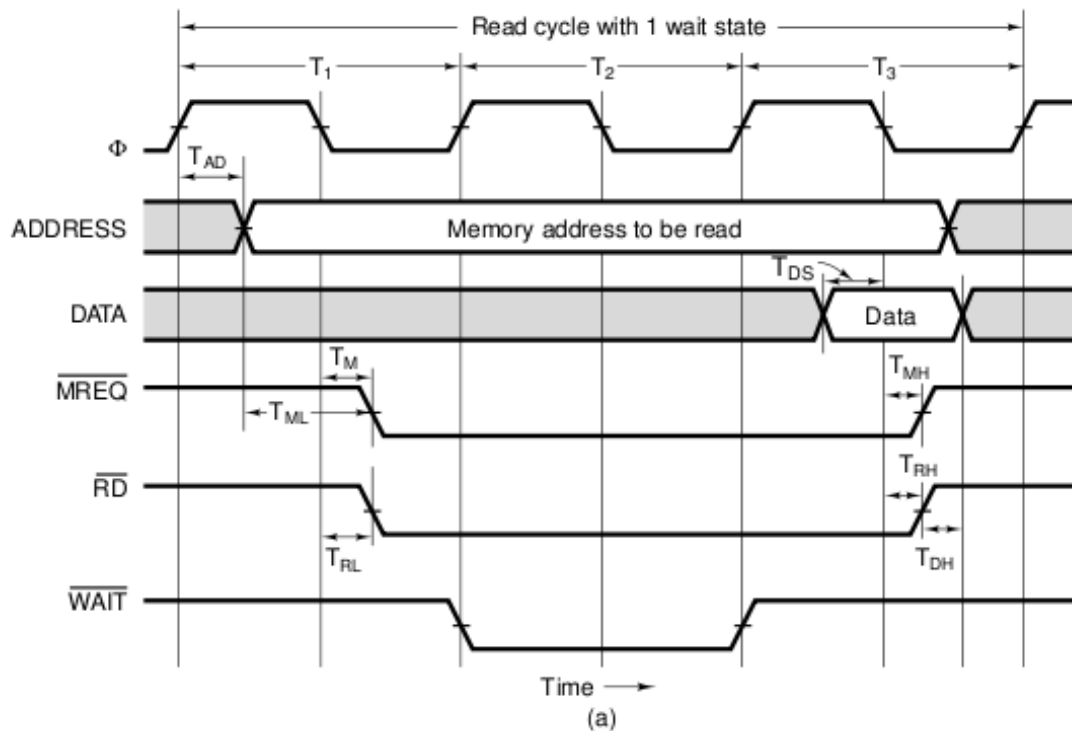 Read cycle with 1 wait state
T1 T2 T3
Φ
TAD
ADDRESS Memory address to be read
TDS
DATA Data
TM TMH
MREQ
TML
TRH
RD
TRL TDH
WAIT
Time
(a)